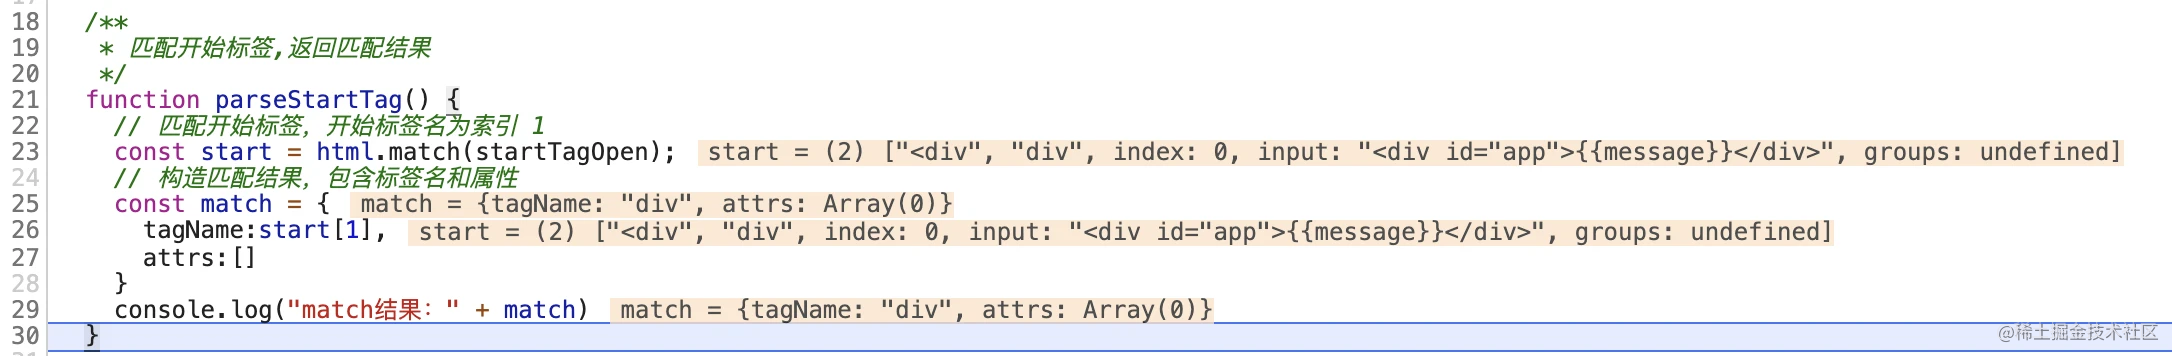 18 /**
19 * 匹配开始标签,返回匹配结果
20 */
21 function parseStartTag() {
22 // 匹配开始标签，开始标签名为索引 1
23 const start = html.match(startTagOpen); start = (2) ["<div", "div", index: 0, input: "<div id="app">{{message}}</div>", groups: undefined]
24 // 构造匹配结果，包含标签名和属性
25 const match = { match = {tagName: "div", attrs: Array(0)}
26 tagName:start[1], start = (2) ["<div", "div", index: 0, input: "<div id="app">{{message}}</div>", groups: undefined]
27 attrs:[]
28 }
29 console.log("match结果：" + match) match = {tagName: "div", attrs: Array(0)}
30 }
@稀土掘金技术社区